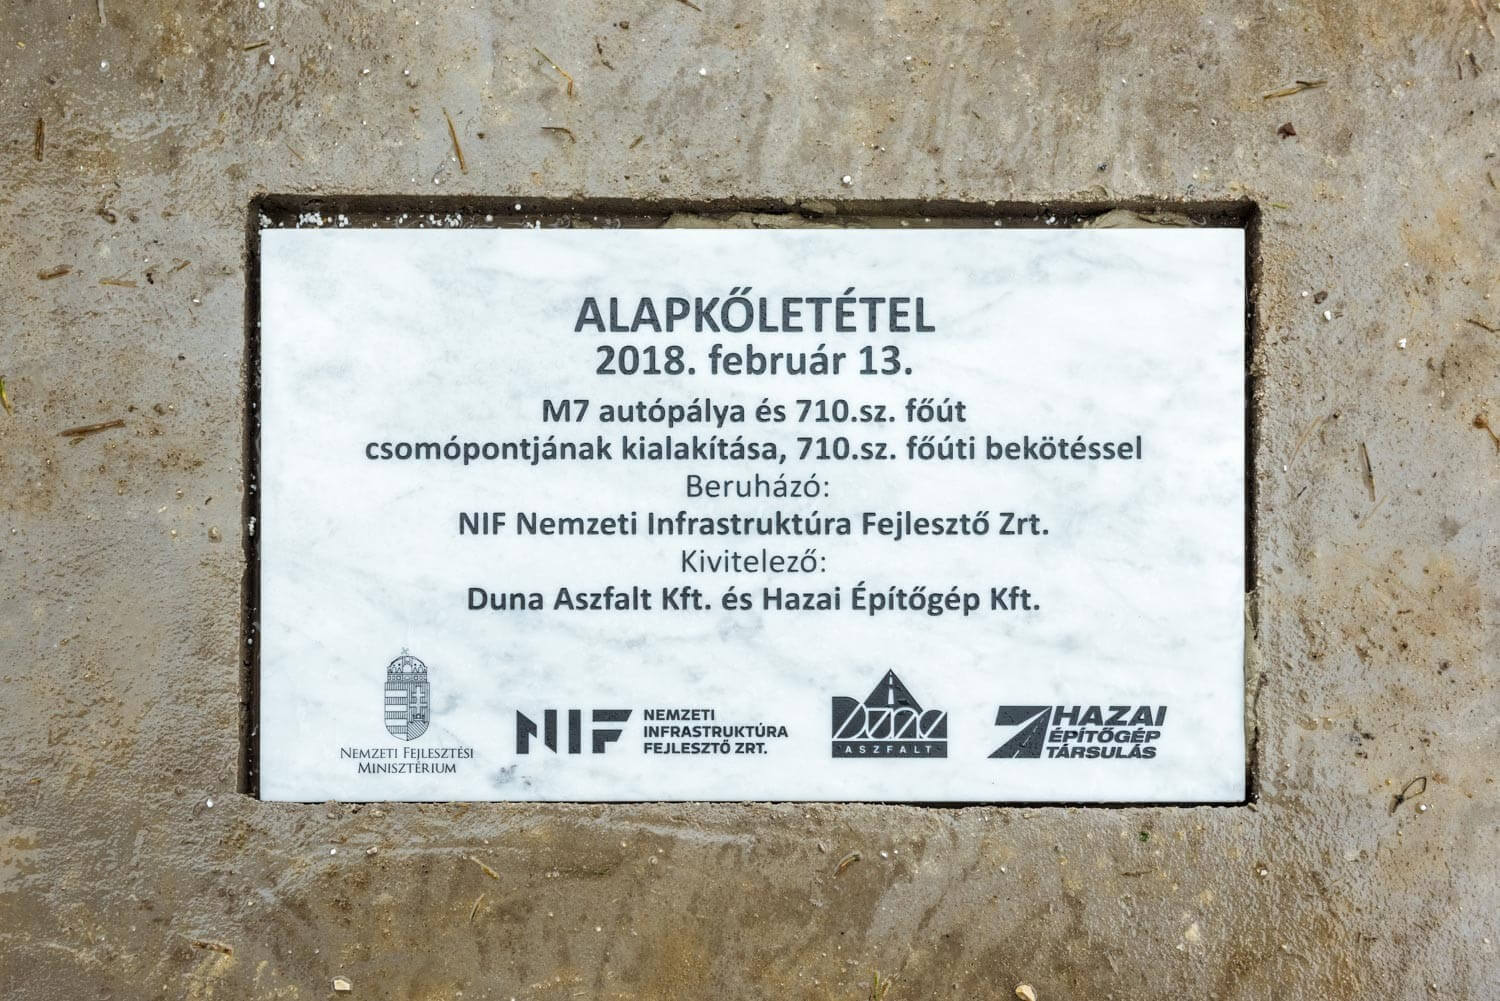 ALAPKŐLETÉTEL
2018. február 13.
M7 autópálya és 710.sz. főút
csomópontjának kialakítása, 710.sz. főúti bekötéssel
Beruházó:
NIF Nemzeti Infrastruktúra Fejlesztő Zrt.
Kivitelező:
Duna Aszfalt Kft. és Hazai Építőgép Kft.
NEMZETI FEJLESZTÉSI
MINISZTÉRIUM
NIF
NEMZETI
INFRASTRUKTÚRA
FEJLESZTŐ ZRT.
Duna
ASZFALT
HAZAI
ÉPÍTŐGÉP
TÁRSULÁS